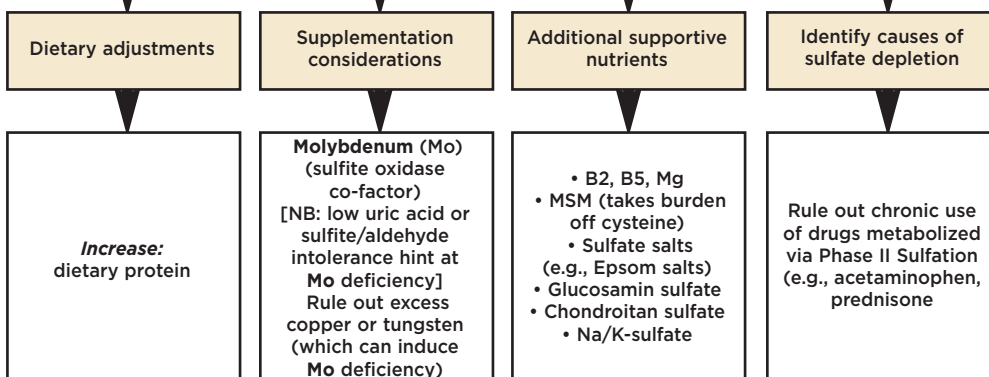 Dietary adjustments
Supplementation
considerations
Additional supportive
nutrients
Identify causes of
sulfate depletion
Increase:
dietary protein
Molybdenum (Mo)
(sulfite oxidase
co-factor)
[NB: low uric acid or
sulfite/aldehyde
intolerance hint at
Mo deficiency]
Rule out excess
copper or tungsten
(which can induce
Mo deficiency)
• B2, B5, Mg
• MSM (takes burden
off cysteine)
• Sulfate salts
(e.g., Epsom salts)
• Glucosamin sulfate
• Chondroitan sulfate
• Na/K-sulfate
Rule out chronic use
of drugs metabolized
via Phase II Sulfation
(e.g., acetaminophen,
prednisone